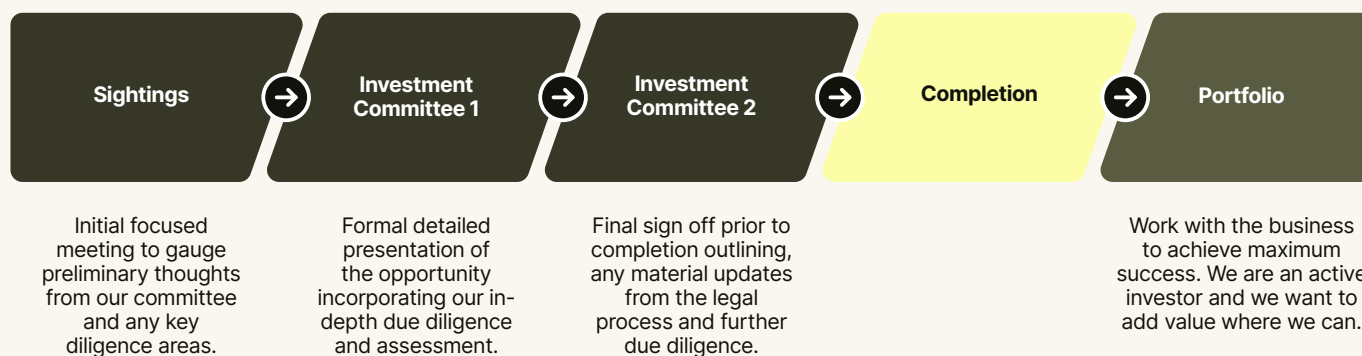 Sightings
Investment
Committee 1
Investment
Committee 2
Completion
Portfolio
Initial focused
meeting to gauge
preliminary thoughts
from our committee
and any key
diligence areas.
Formal detailed
presentation of
the opportunity
incorporating our in-
depth due diligence
and assessment.
Final sign off prior to
completion outlining,
any material updates
from the legal
process and further
due diligence.
Work with the business
to achieve maximum
success. We are an active
investor and we want to
add value where we can.